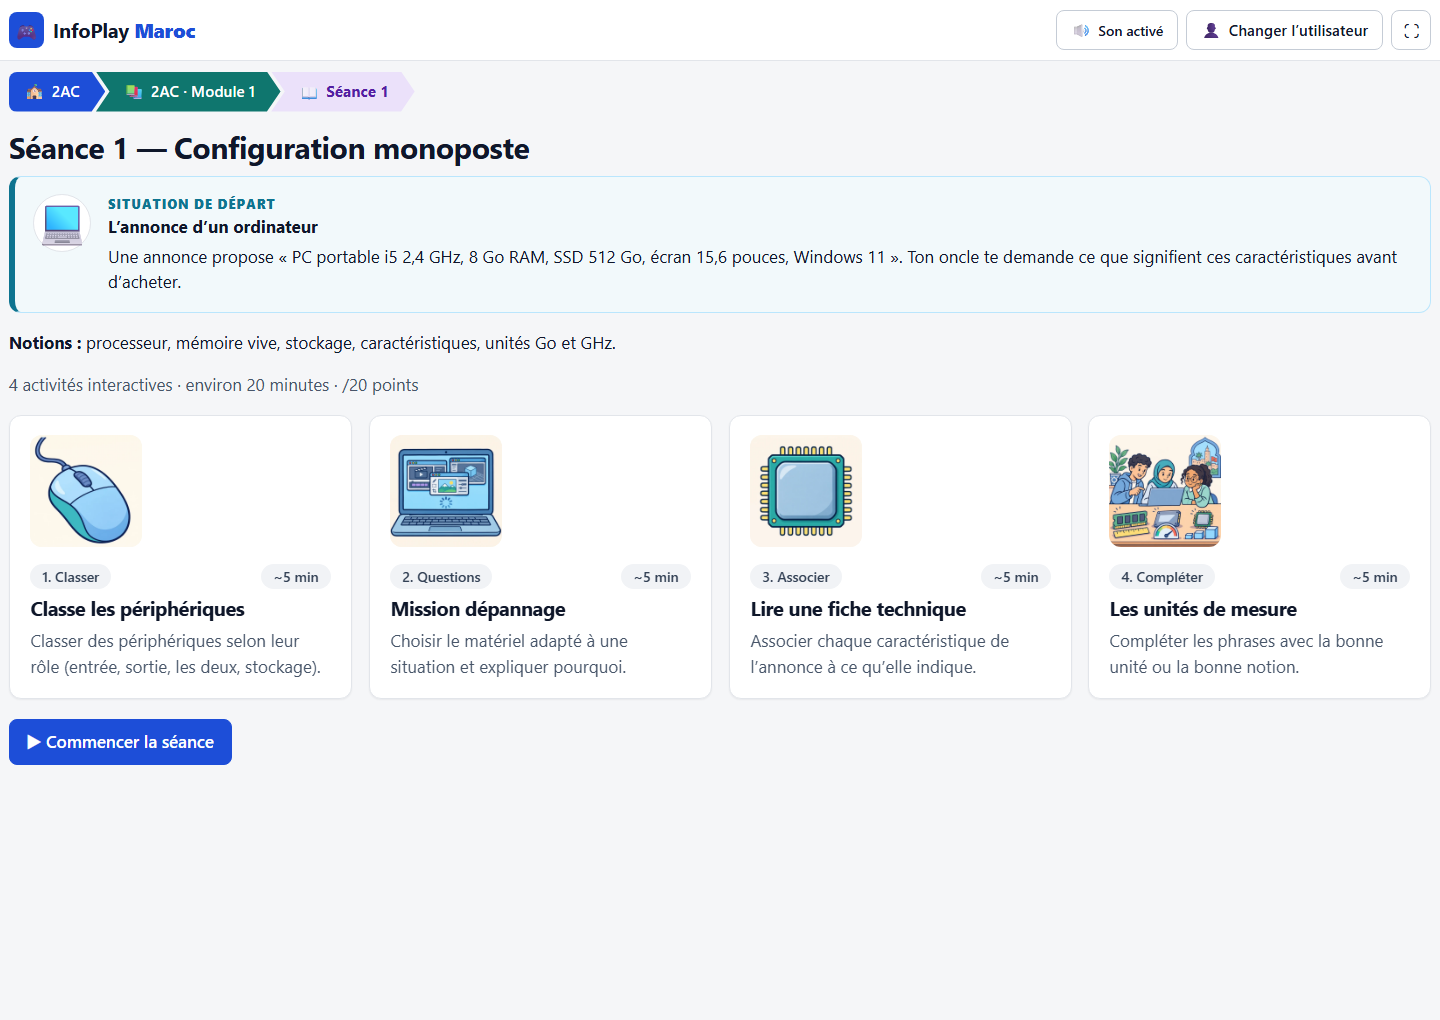 InfoPlay Maroc
Son activé
Changer l’utilisateur
2AC
2AC · Module 1
Séance 1
Séance 1 — Configuration monoposte
SITUATION DE DÉPART
L’annonce d’un ordinateur
Une annonce propose « PC portable i5 2,4 GHz, 8 Go RAM, SSD 512 Go, écran 15,6 pouces, Windows 11 ». Ton oncle te demande ce que signifient ces caractéristiques avant
d’acheter.
Notions : processeur, mémoire vive, stockage, caractéristiques, unités Go et GHz.
4 activités interactives · environ 20 minutes · /20 points
1. Classer
~5 min
Classe les périphériques
Classer des périphériques selon leur
rôle (entrée, sortie, les deux, stockage).
2. Questions
~5 min
Mission dépannage
Choisir le matériel adapté à une
situation et expliquer pourquoi.
3. Associer
~5 min
Lire une fiche technique
Associer chaque caractéristique de
l’annonce à ce qu’elle indique.
4. Compléter
~5 min
Les unités de mesure
Compléter les phrases avec la bonne
unité ou la bonne notion.
▶ Commencer la séance